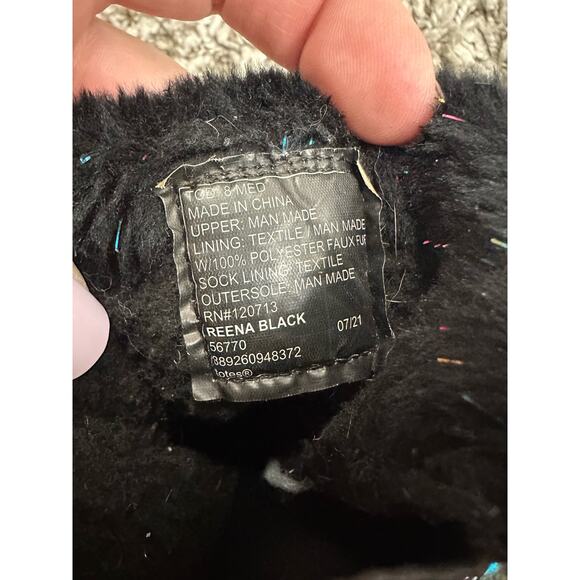 TOD 8 MED
MADE IN CHINA
UPPER: MAN MADE
LINING: TEXTILE / MAN MADE
W/100% POLYESTER FAUX FUR
SOCK LINING: TEXTILE
OUTERSOLE: MAN MADE
RN#120713
REENA BLACK 07/21
56770
889260948372
totes®